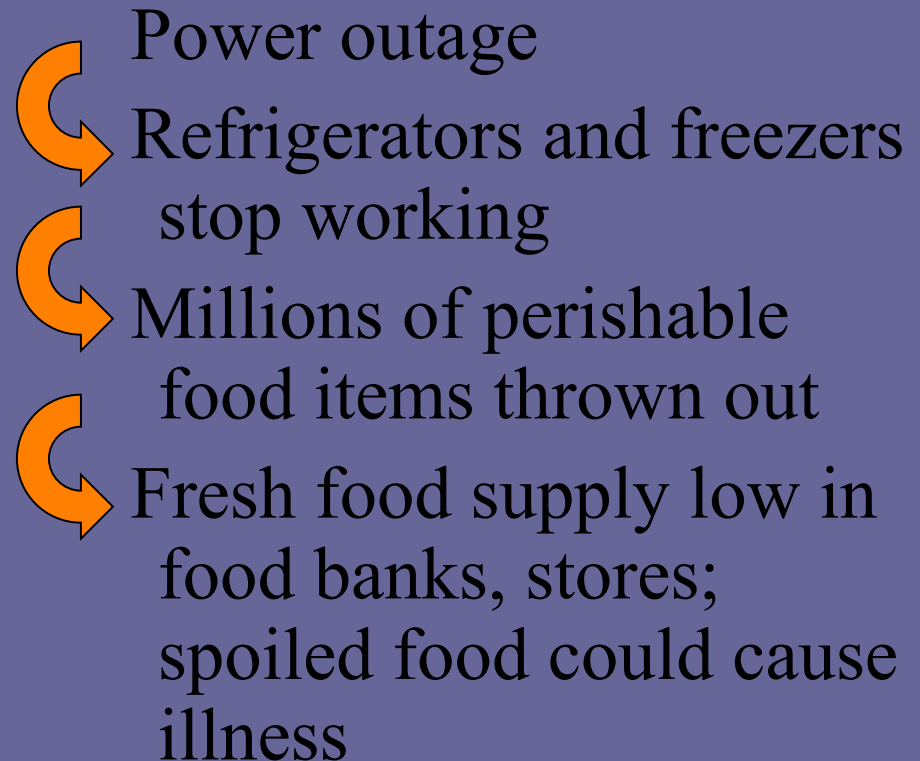 Power outage
Refrigerators and freezers
stop working
Millions of perishable
food items thrown out
Fresh food supply low in
food banks, stores;
spoiled food could cause
illness